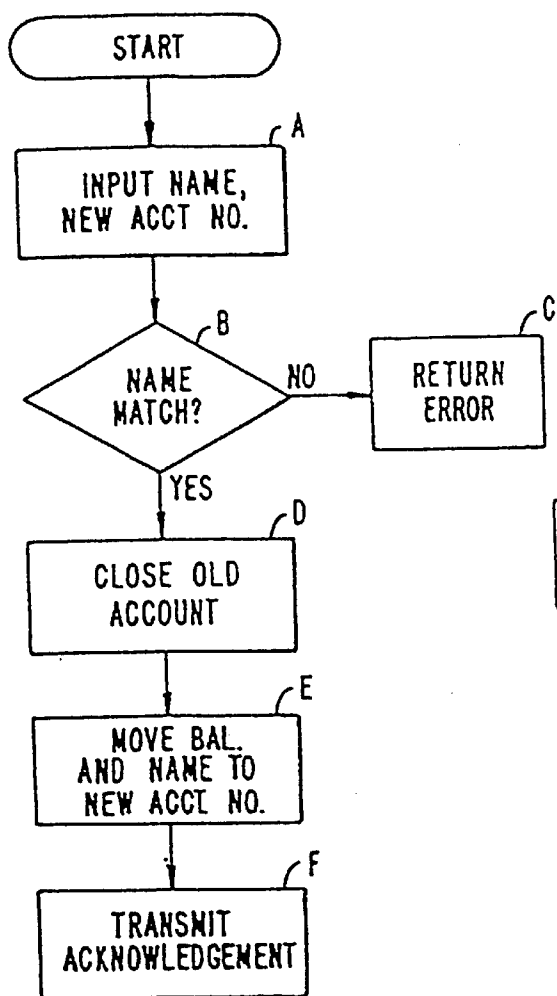 START
A
INPUT NAME,
NEW ACCT NO.
B
NAME
MATCH?
NO
C
RETURN
ERROR
YES
D
CLOSE OLD
ACCOUNT
E
MOVE BAL.
AND NAME TO
NEW ACCT NO.
F
TRANSMIT
ACKNOWLEDGEMENT